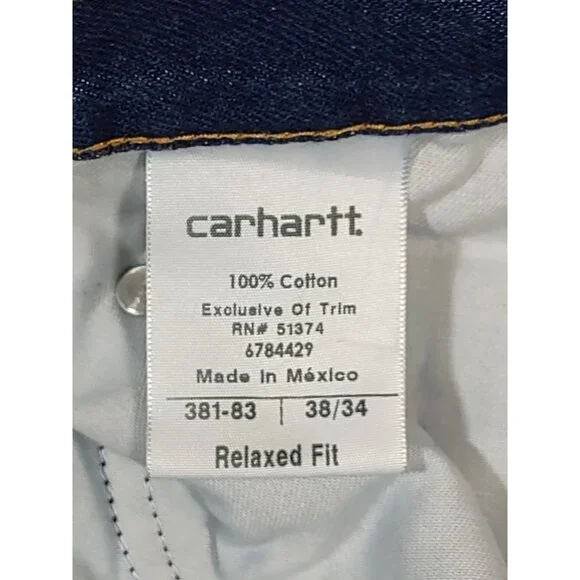 carhartt
100% Cotton
Exclusive Of Trim
RN# 51374
6784429
Made In México
381-83 | 38/34
Relaxed Fit